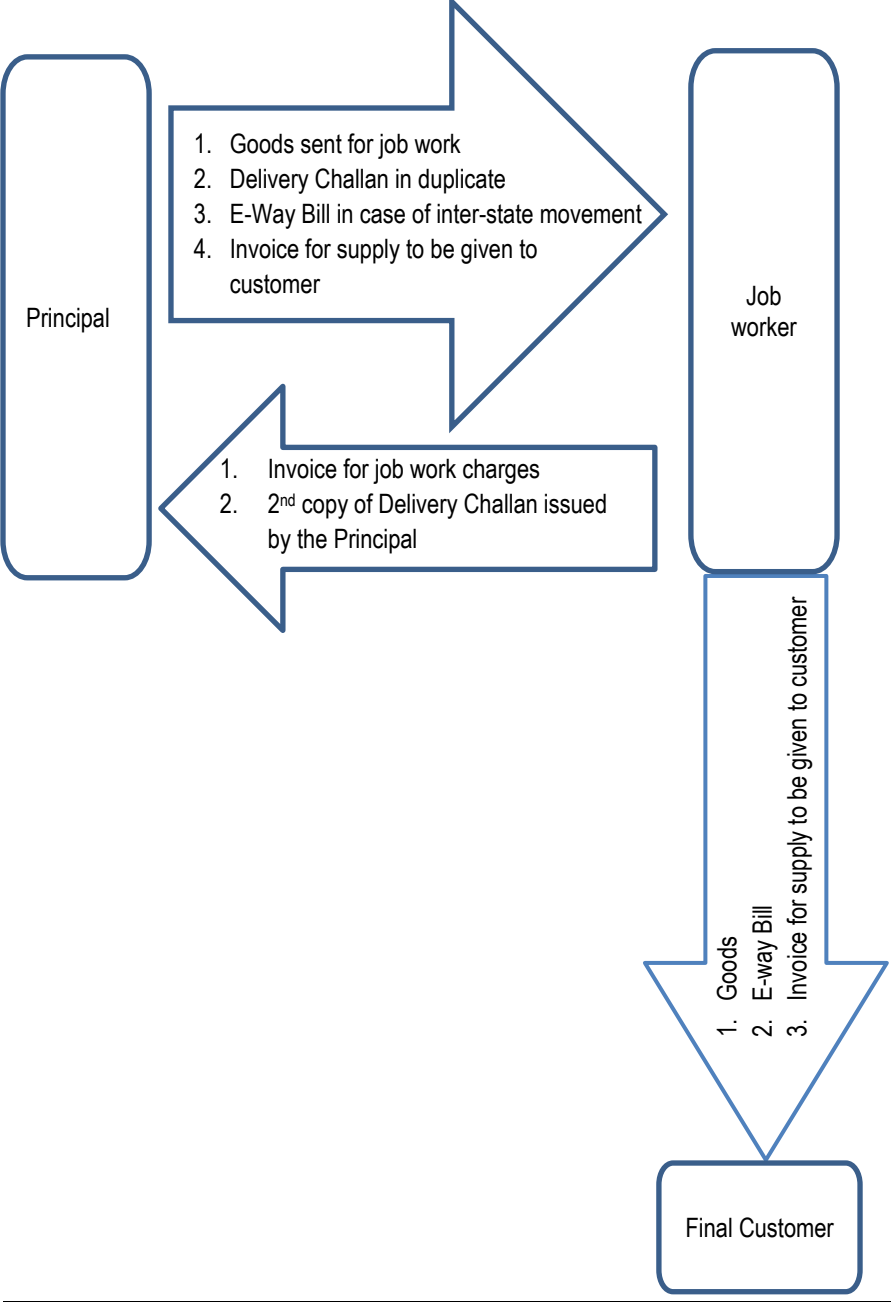 Principal
1. Goods sent for job work
2. Delivery Challan in duplicate
3. E-Way Bill in case of inter-state movement
4. Invoice for supply to be given to
customer
Job
worker
1. Invoice for job work charges
2. 2nd copy of Delivery Challan issued
by the Principal
1. Goods
2. E-way Bill
3. Invoice for supply to be given to customer
Final Customer